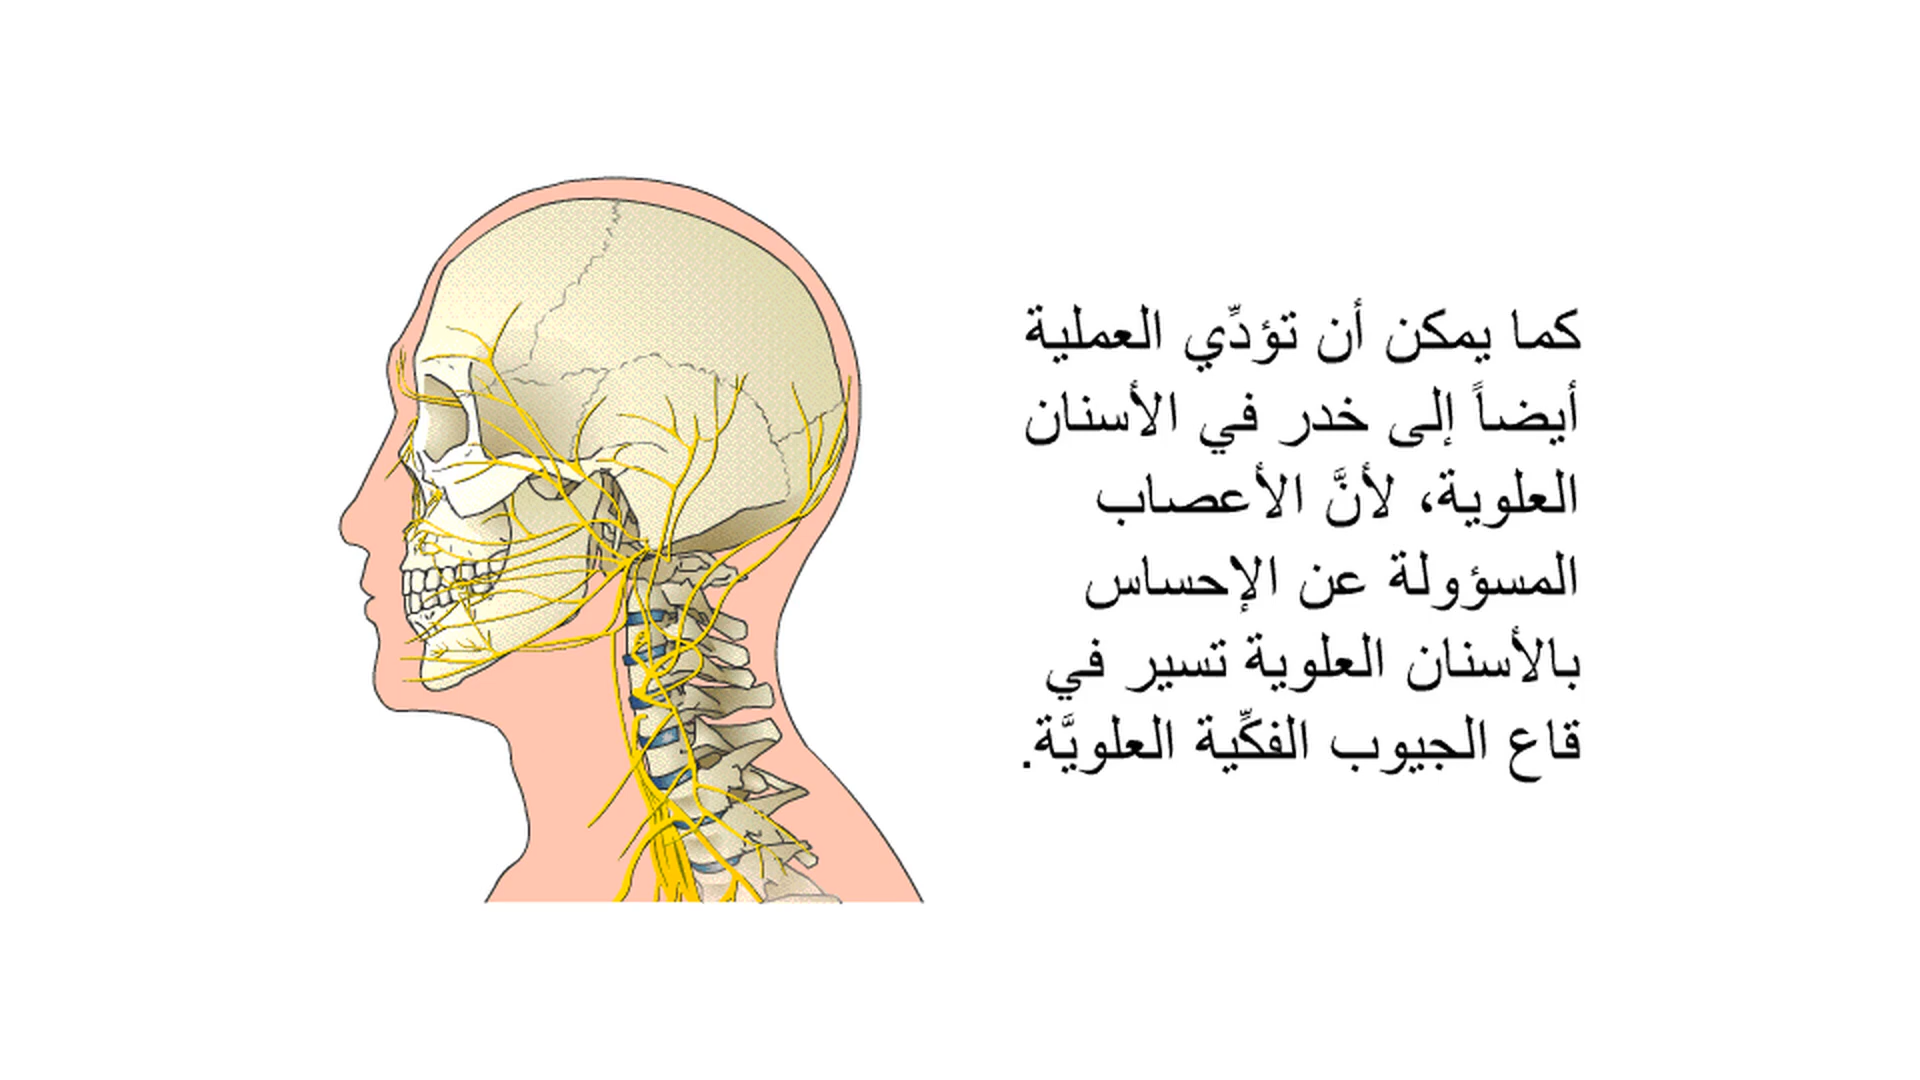 كما يمكن أن تؤدِّي العملية
أيضاً إلى خدر في الأسنان
العلوية، لأنَّ الأعصاب
المسؤولة عن الإحساس
بالأسنان العلوية تسير في
قاع الجيوب الفكِّية العلويَّة.